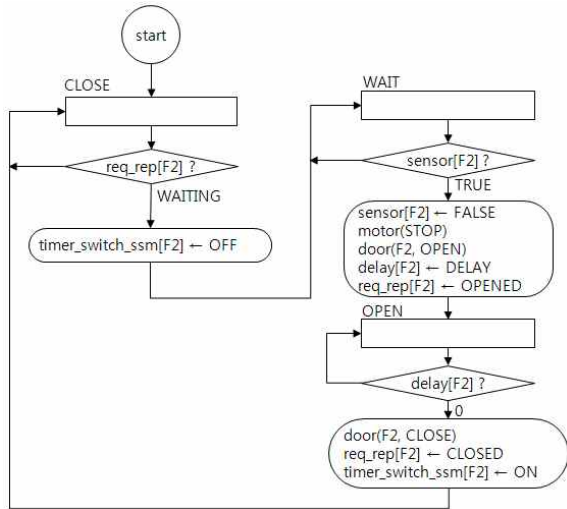 start
CLOSE
req_rep[F2] ?
WAITING
timer_switch_ssm[F2] ← OFF
WAIT
sensor[F2] ?
TRUE
sensor[F2] ← FALSE
motor(STOP)
door(F2, OPEN)
delay[F2] ← DELAY
req_rep[F2] ← OPENED
OPEN
delay[F2] ?
0
door(F2, CLOSE)
req_rep[F2] ← CLOSED
timer_switch_ssm[F2] ← ON